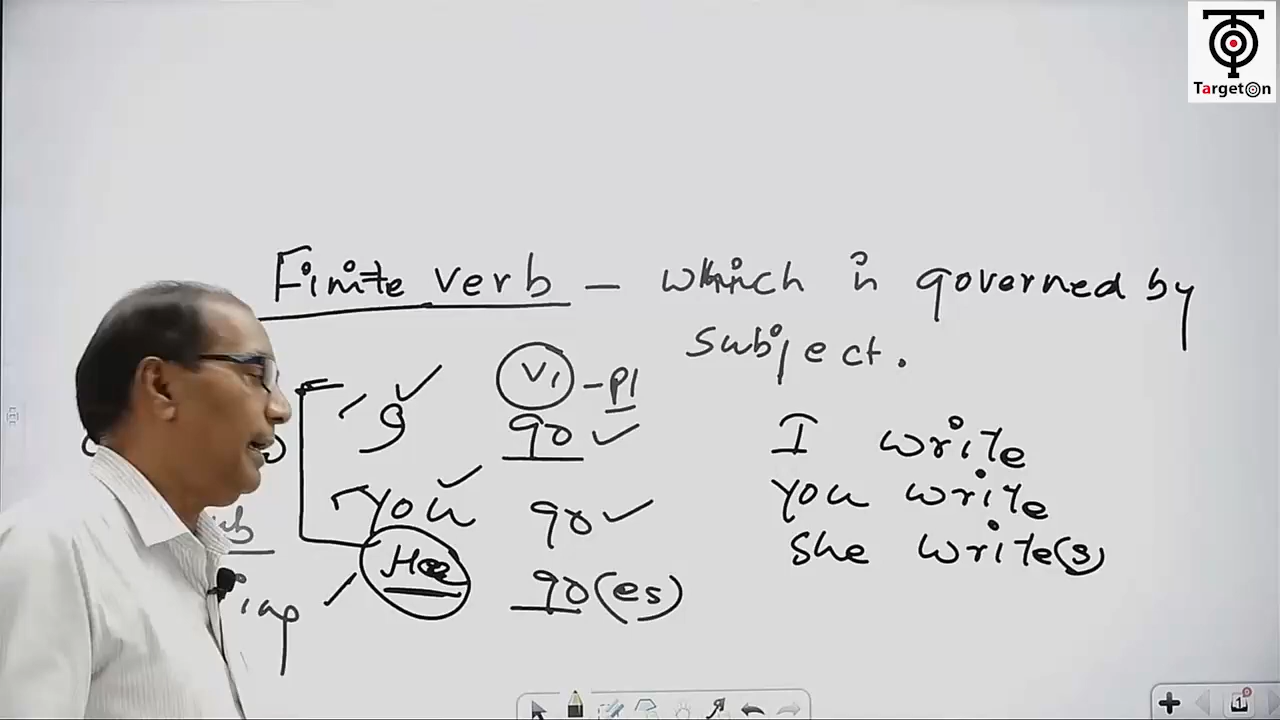 TargetOn
Finite verb – which is governed by
subject.
V1 – Pl
I go
You go
He go(es)
I write
You write
She write(s)
1